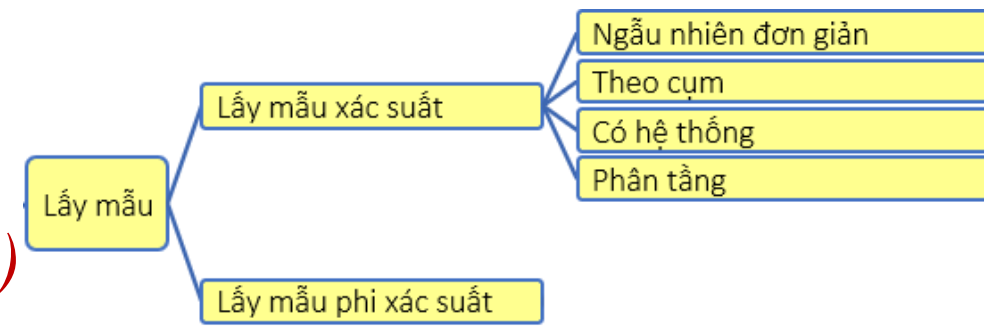 Lấy mẫu
Lấy mẫu xác suất
Ngẫu nhiên đơn giản
Theo cụm
Có hệ thống
Phân tầng
Lấy mẫu phi xác suất
)